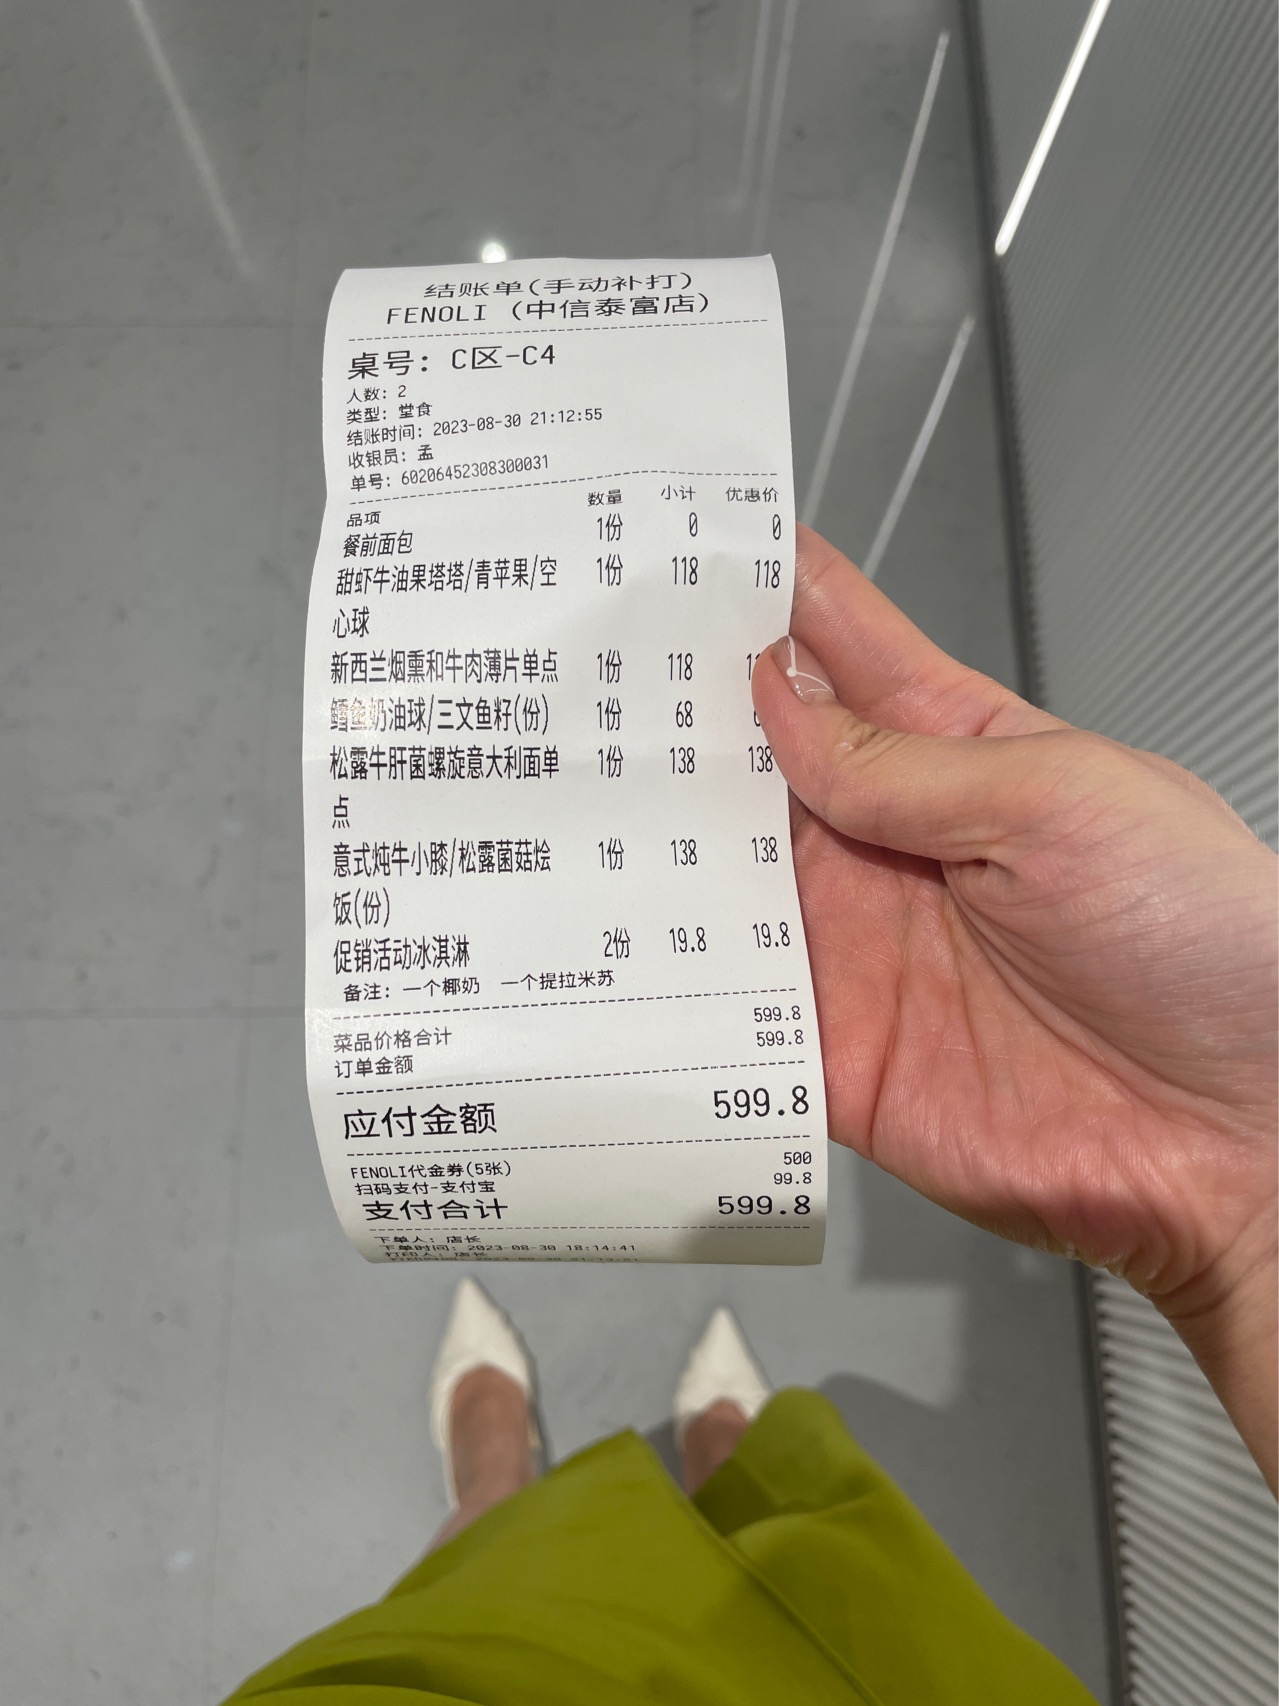 结账单(手动补打)
FENOLI (中信泰富店)
桌号: C区-C4
人数: 2
类型: 堂食
结账时间: 2023-08-30 21:12:55
收银员: 孟
单号: 60206452308300031
品项 数量 小计 优惠价
餐前面包 1份 0 0
甜虾牛油果塔塔/青苹果/空 1份 118 118
心球
新西兰烟熏和牛肉薄片单点 1份 118
鳕鱼奶油球/三文鱼籽(份) 1份 68
松露牛肝菌螺旋意大利面单 1份 138 138
点
意式炖牛小膝/松露菌菇烩 1份 138 138
饭(份)
促销活动冰淇淋 2份 19.8 19.8
备注: 一个椰奶 一个提拉米苏
菜品价格合计 599.8
订单金额 599.8
应付金额 599.8
FENOLI代金券(5张) 500
扫码支付-支付宝 99.8
支付合计 599.8
下单人: 店长
下单时间: 2023-08-30 18:14:41
打印人: 店长